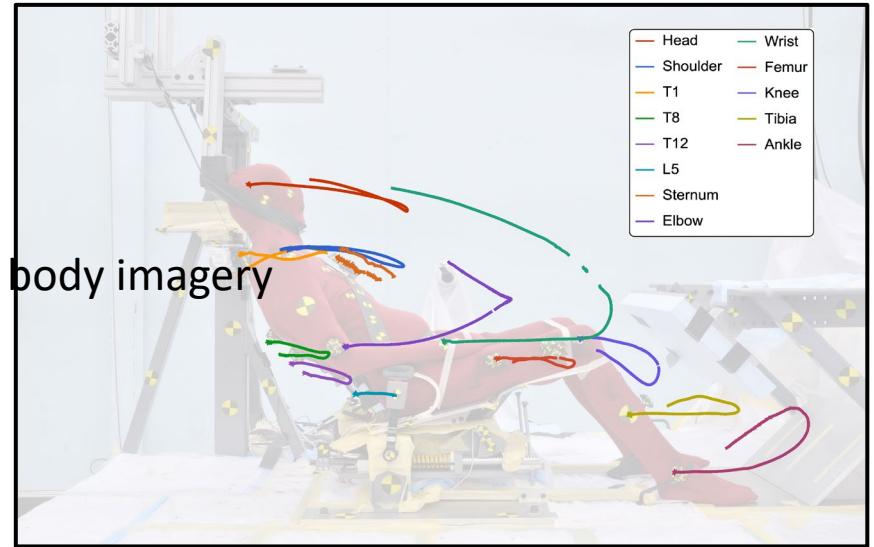 Head
Shoulder
T1
T8
T12
L5
Sternum
Elbow
Wrist
Femur
Knee
Tibia
Ankle
body imagery